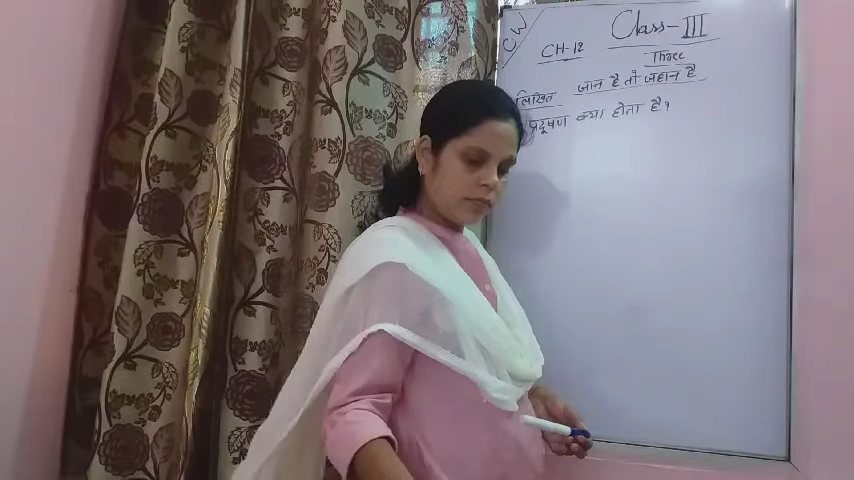 C.W
Class-III
CH-12
Three
लिखित जान है तो जहान है
प्रदूषण क्या होता है?